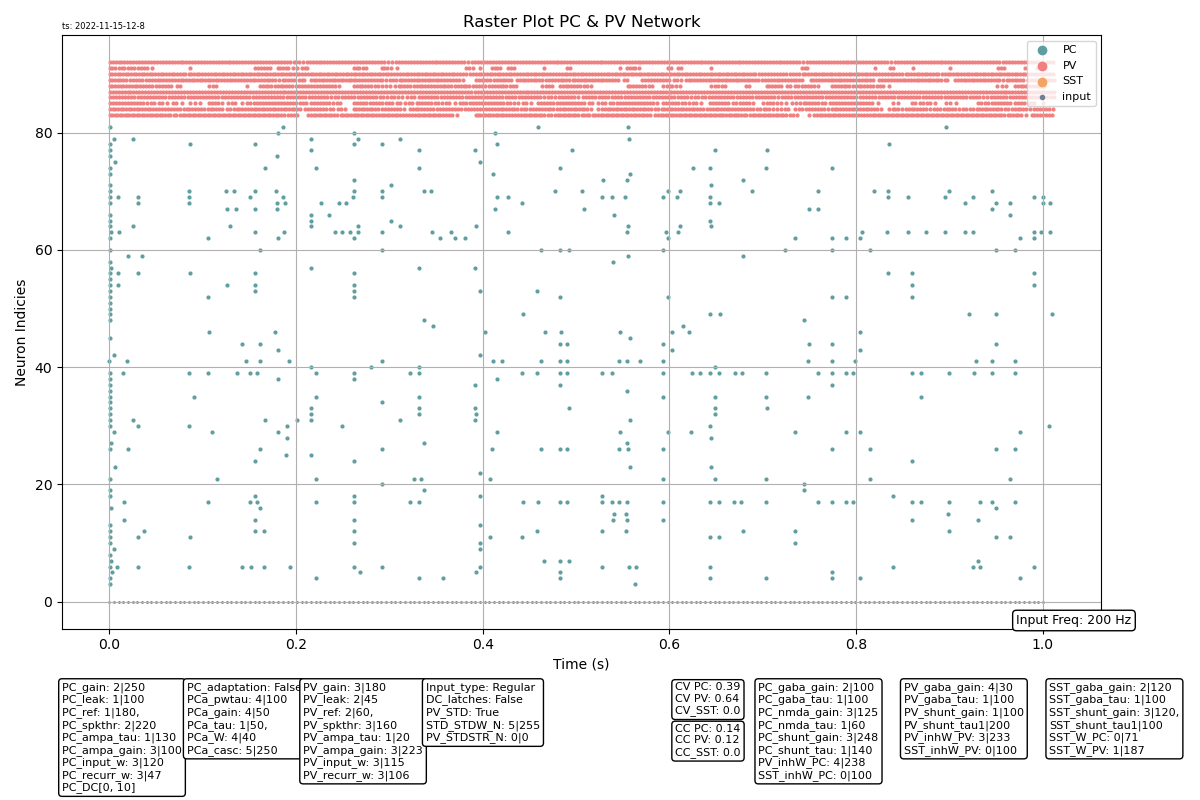 ts: 2022-11-15-12-8
Raster Plot PC & PV Network
PC
PV
SST
input
Neuron Indicies
80
60
40
20
0
0.0
0.2
0.4
0.6
0.8
1.0
Input Freq: 200 Hz
Time (s)
PC_gain: 2|250
PC_leak: 1|100
PC_ref: 1|180,
PC_spkthr: 2|220
PC_ampa_tau: 1|130
PC_ampa_gain: 3|100
PC_input_w: 3|120
PC_recurr_w: 3|47
PC_DC[0, 10]
PC_adaptation: False
PCa_pwtau: 4|100
PCa_gain: 4|50
PCa_tau: 1|50,
PCa_W: 4|40
PCa_casc: 5|250
PV_gain: 3|180
PV_leak: 2|45
PV_ref: 2|60,
PV_spkthr: 3|160
PV_ampa_tau: 1|20
PV_ampa_gain: 3|223
PV_input_w: 3|115
PV_recurr_w: 3|106
Input_type: Regular
DC_latches: False
PV_STD: True
STD_STDW_N: 5|255
PV_STDSTR_N: 0|0
CV PC: 0.39
CV PV: 0.64
CV_SST: 0.0
CC PC: 0.14
CC PV: 0.12
CC_SST: 0.0
PC_gaba_gain: 2|100
PC_gaba_tau: 1|100
PC_nmda_gain: 3|125
PC_nmda_tau: 1|60
PC_shunt_gain: 3|248
PC_shunt_tau: 1|140
PV_inhW_PC: 4|238
SST_inhW_PC: 0|100
PV_gaba_gain: 4|30
PV_gaba_tau: 1|100
PV_shunt_gain: 1|100
PV_shunt_tau1|200
PV_inhW_PV: 3|233
SST_inhW_PV: 0|100
SST_gaba_gain: 2|120
SST_gaba_tau: 1|100
SST_shunt_gain: 3|120,
SST_shunt_tau1|100
SST_W_PC: 0|71
SST_W_PV: 1|187